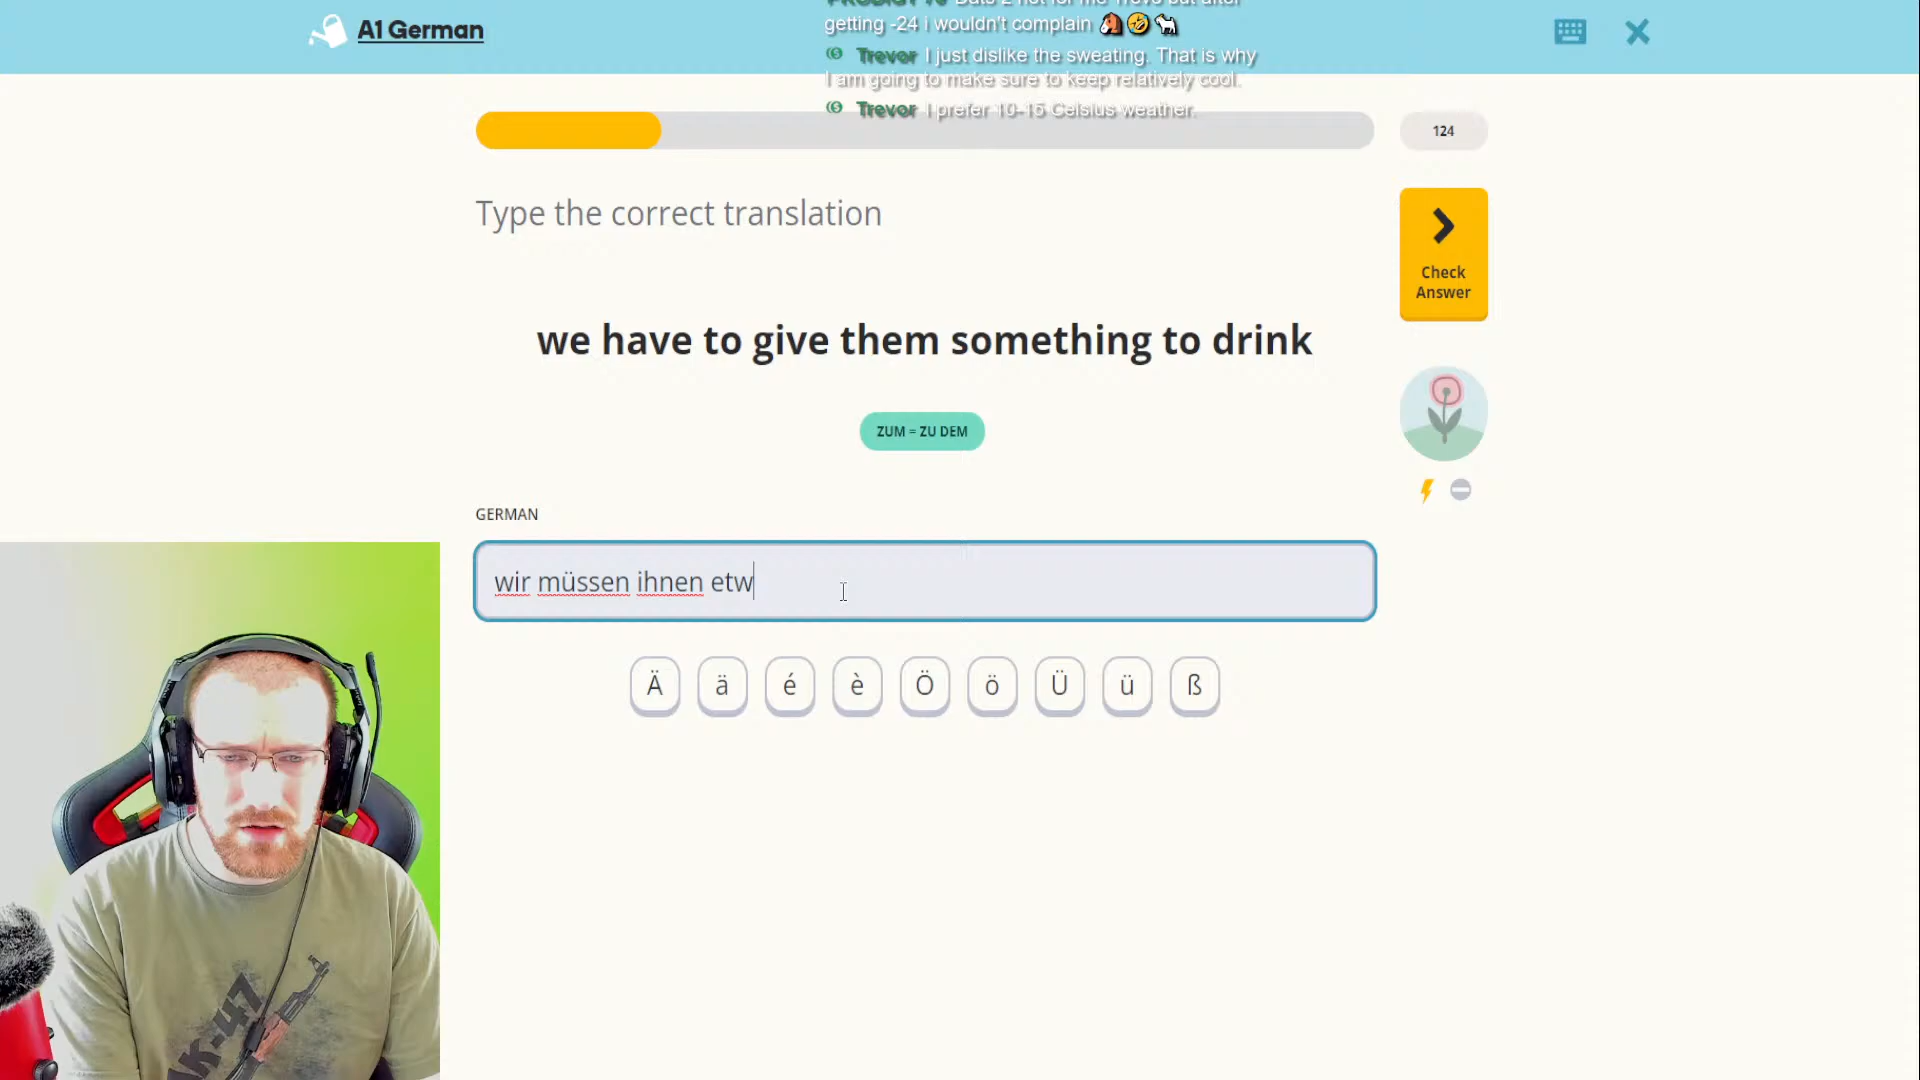 A1 German
getting -24 i wouldn't complain
Trevor I just dislike the sweating. That is why
I am going to make sure to keep relatively cool.
Trevor I prefer 10-15 Celsius weather.
124
Type the correct translation
Check
Answer
we have to give them something to drink
ZUM = ZU DEM
GERMAN
wir müssen ihnen etw
Ä ä é è Ö ö Ü ü ß
AK-47